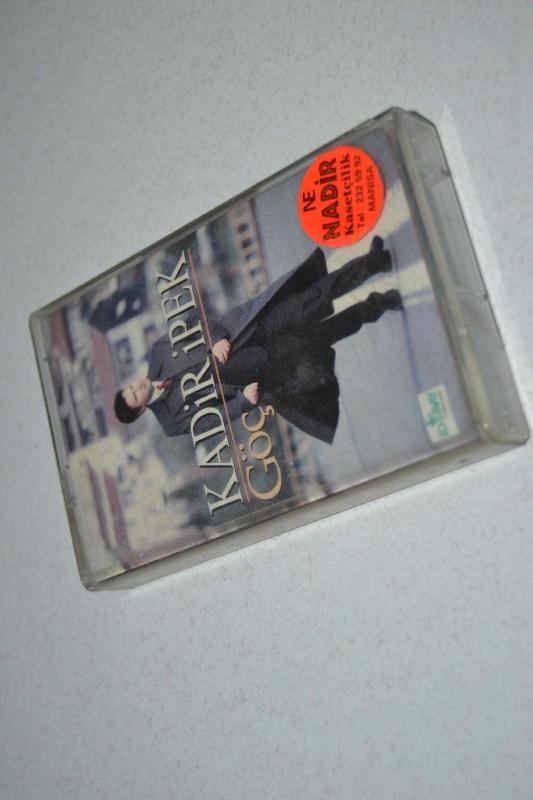 KADİR İPEK
GÖÇ
NE
NADİR
Kasetçilik
Tel : 232 59 92
MANİSA